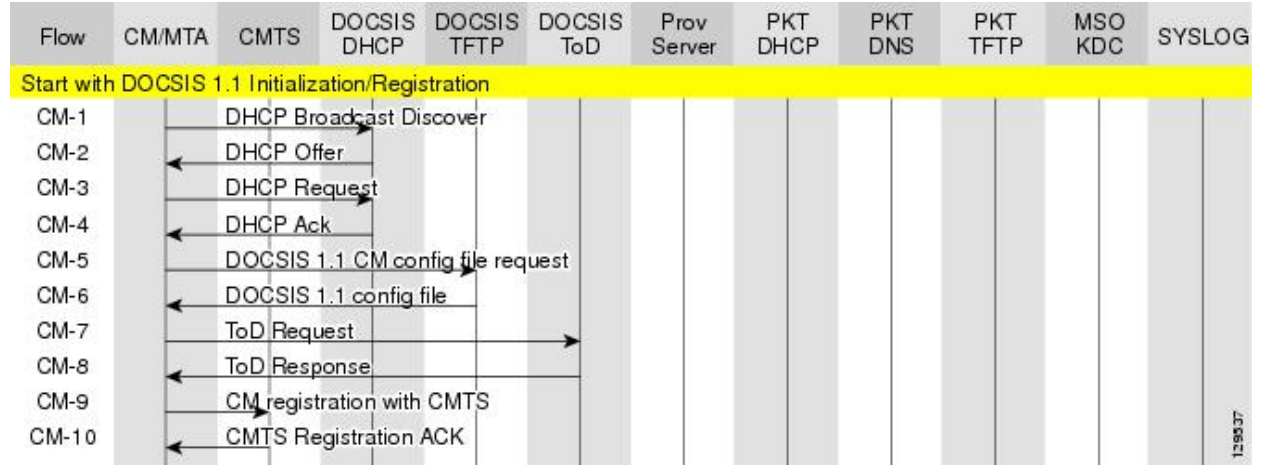 Flow CM/MTA CMTS DOCSIS DHCP DOCSIS TFTP DOCSIS ToD Prov Server PKT DHCP PKT DNS PKT TFTP MSO KDC SYSLOG
Start with DOCSIS 1.1 Initialization/Registration
CM-1 DHCP Broadcast Discover
CM-2 DHCP Offer
CM-3 DHCP Request
CM-4 DHCP Ack
CM-5 DOCSIS 1.1 CM config file request
CM-6 DOCSIS 1.1 config file
CM-7 ToD Request
CM-8 ToD Response
CM-9 CM registration with CMTS
CM-10 CMTS Registration ACK
129537